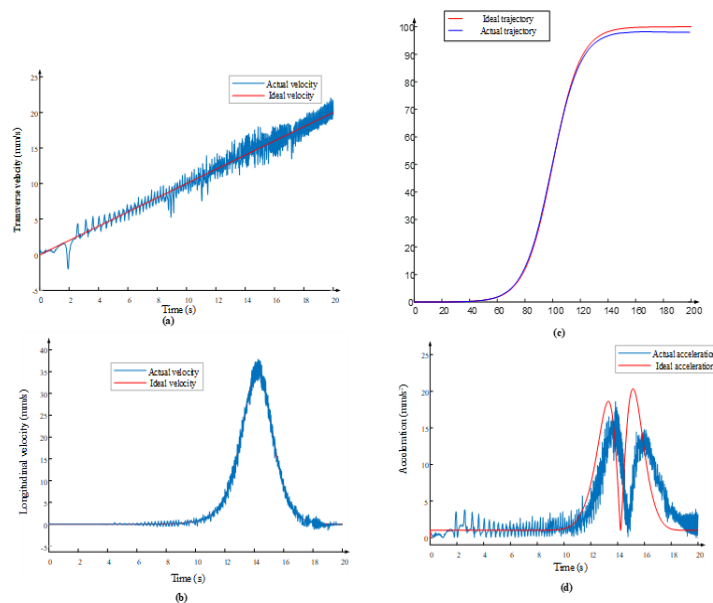 Actual velocity
Ideal velocity
Transverse velocity (mm/s)
25
20
15
10
5
0
-5
0 2 4 6 8 10 12 14 16 18 20
Time (s)
(a)
Ideal trajectory
Actual trajectory
100
90
80
70
60
50
40
30
20
10
0
0 20 40 60 80 100 120 140 160 180 200
(c)
Actual velocity
Ideal velocity
Longitudinal velocity (mm/s)
40
35
30
25
20
15
10
5
0
-5
0 2 4 6 8 10 12 14 16 18 20
Time (s)
(b)
Actual acceleration
Ideal acceleration
Acceleration (mm/s²)
25
20
15
10
5
0
0 2 4 6 8 10 12 14 16 18 20
Time (s)
(d)